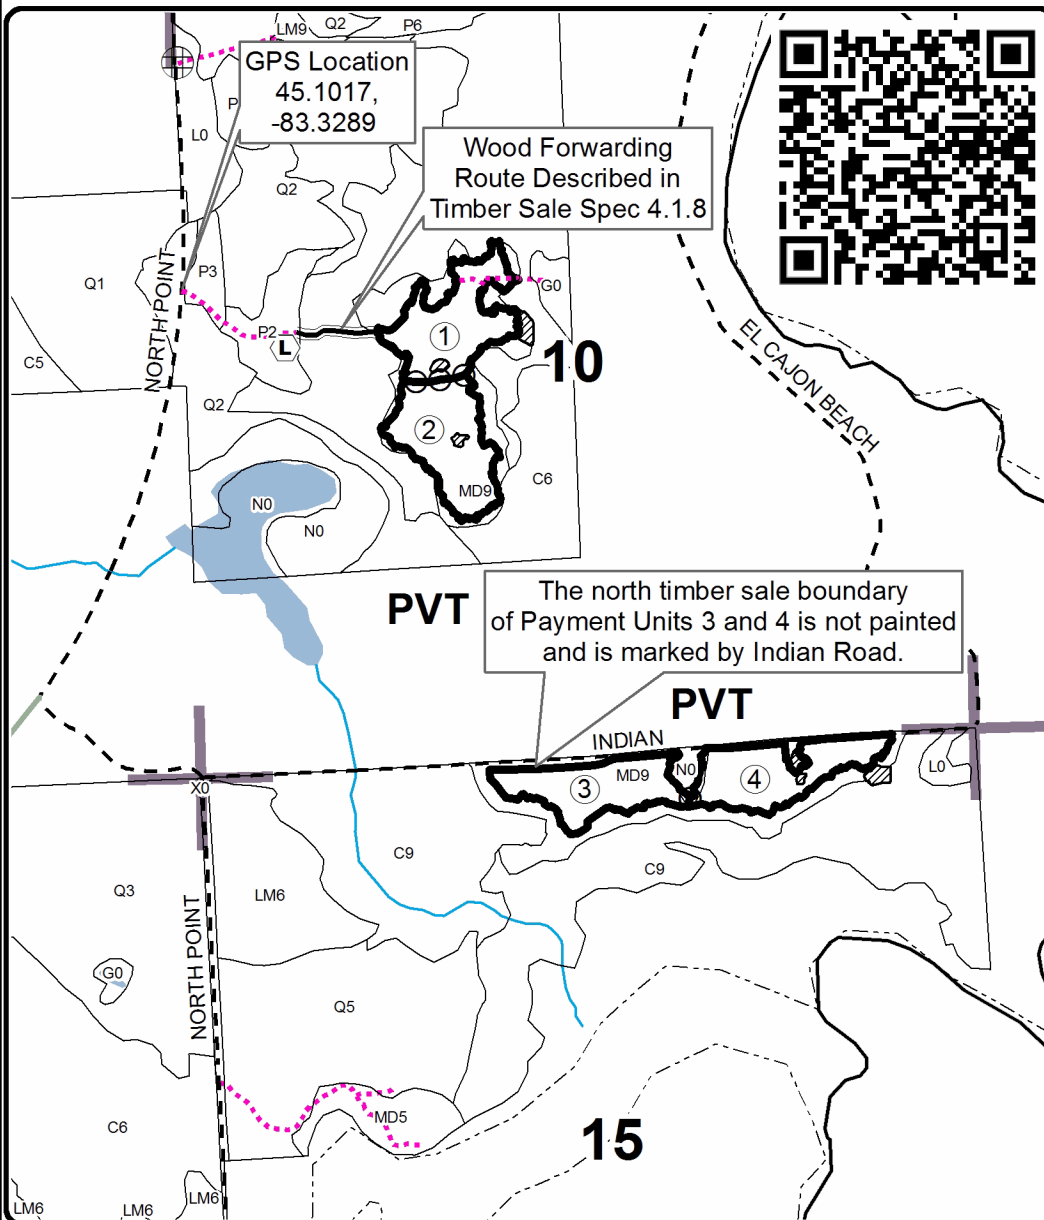 LM9
Q2
P6
GPS Location
45.1017,
-83.3289
P
L0
Wood Forwarding
Route Described in
Timber Sale Spec 4.1.8
Q2
Q1
P3
G0
NORTH POINT
P2
L
1
10
EL CAJON BEACH
C5
Q2
2
MD9
C6
N0
N0
PVT
The north timber sale boundary
of Payment Units 3 and 4 is not painted
and is marked by Indian Road.
PVT
INDIAN
X0
3
MD9
N0
4
L0
C9
C9
Q3
LM6
NORTH POINT
G0
Q5
MD5
C6
15
LM6
LM6
LM6